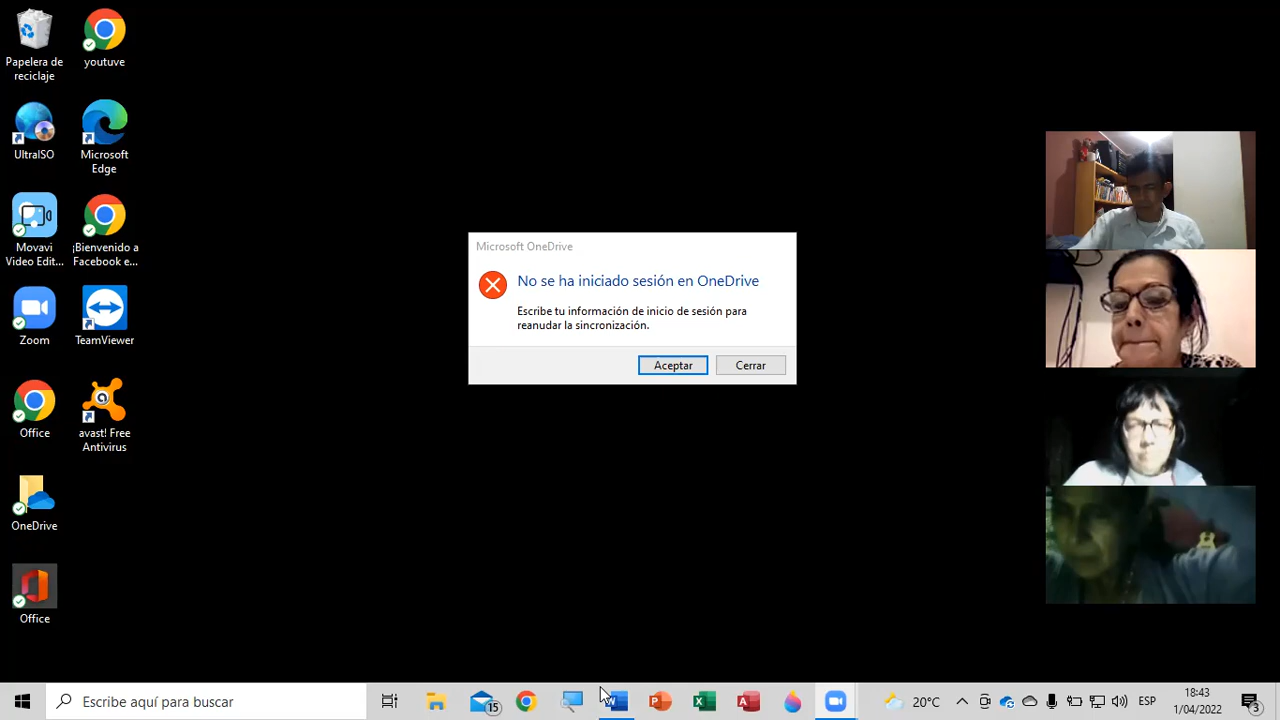 Papelera de
reciclaje
youtuve
UltraISO
Microsoft
Edge
Movavi
Video Edit...
¡Bienvenido a
Facebook e...
Zoom
TeamViewer
Office
avast! Free
Antivirus
OneDrive
Office
Microsoft OneDrive
No se ha iniciado sesión en OneDrive
Escribe tu información de inicio de sesión para
reanudar la sincronización.
Aceptar
Cerrar
Escribe aquí para buscar
15
20°C
ESP
18:43
1/04/2022
3